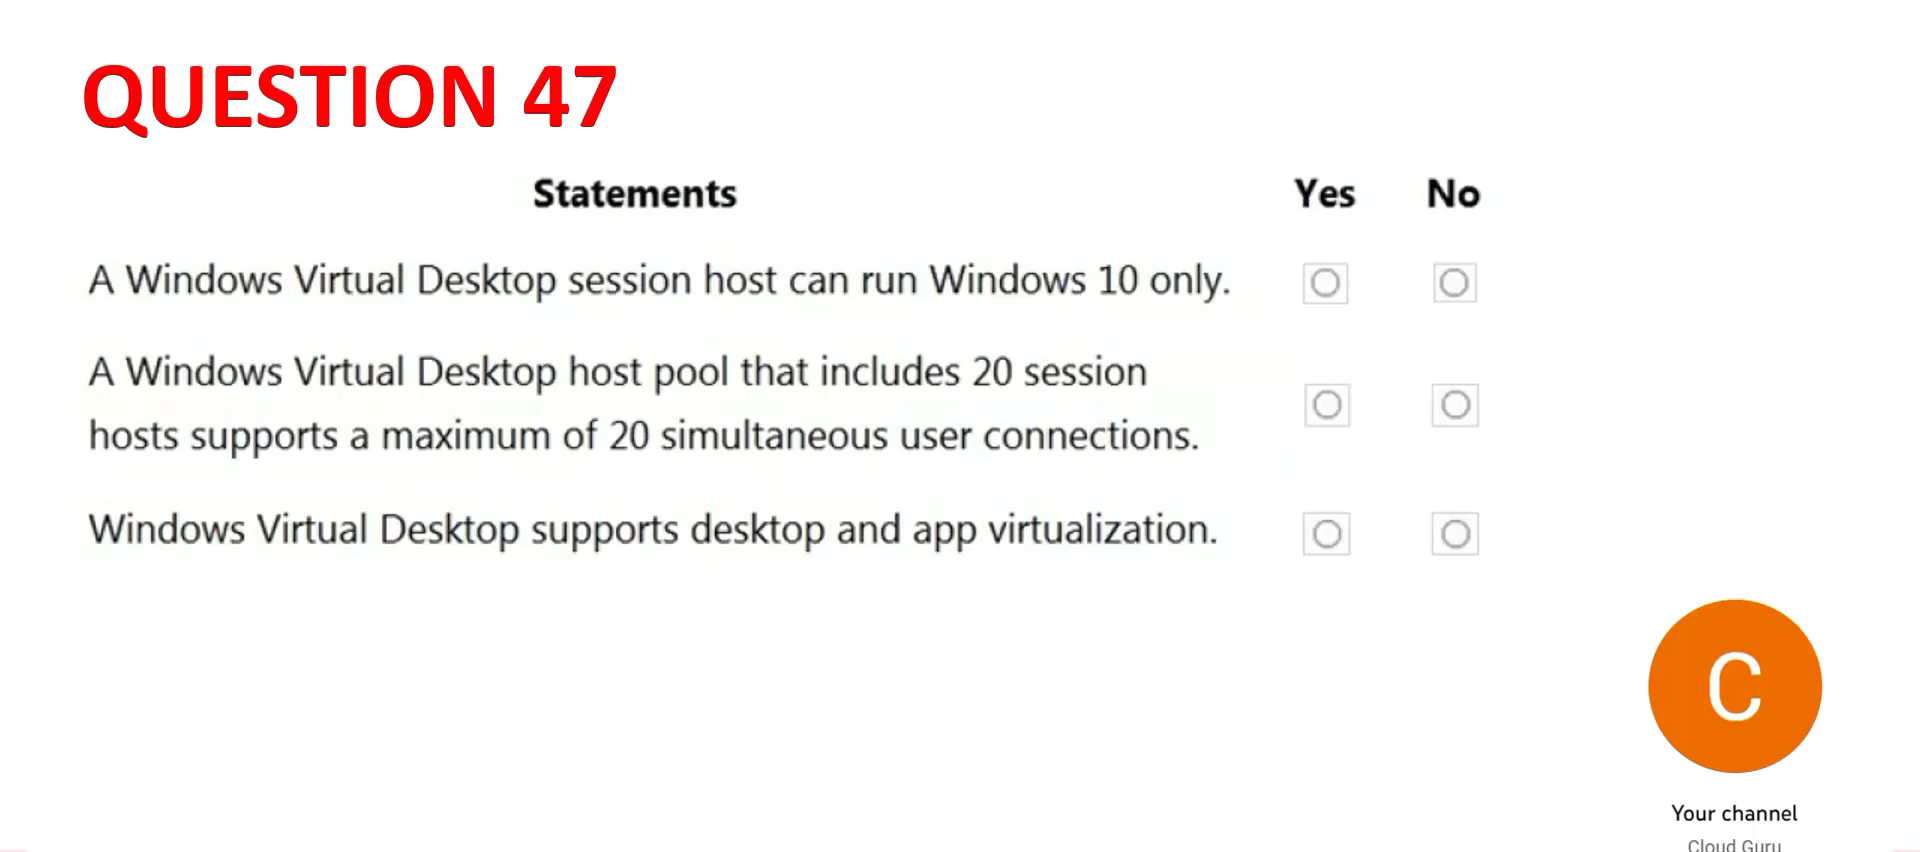 QUESTION 47
Statements Yes No
A Windows Virtual Desktop session host can run Windows 10 only.
A Windows Virtual Desktop host pool that includes 20 session
hosts supports a maximum of 20 simultaneous user connections.
Windows Virtual Desktop supports desktop and app virtualization.
C
Your channel
Cloud Guru